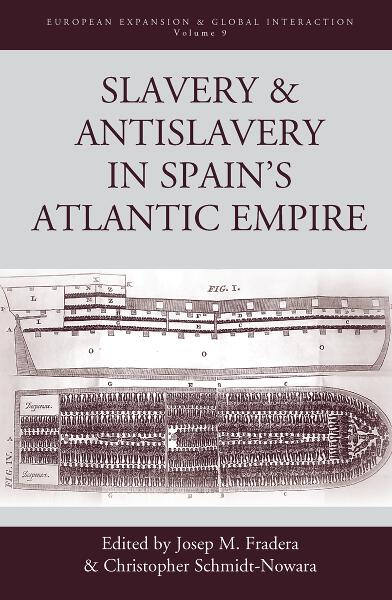 EUROPEAN EXPANSION & GLOBAL INTERACTION
Volume 9
SLAVERY &
ANTISLAVERY
IN SPAIN'S
ATLANTIC EMPIRE
FIG. I.
FIG. IV.
Edited by Josep M. Fradera
& Christopher Schmidt-Nowara